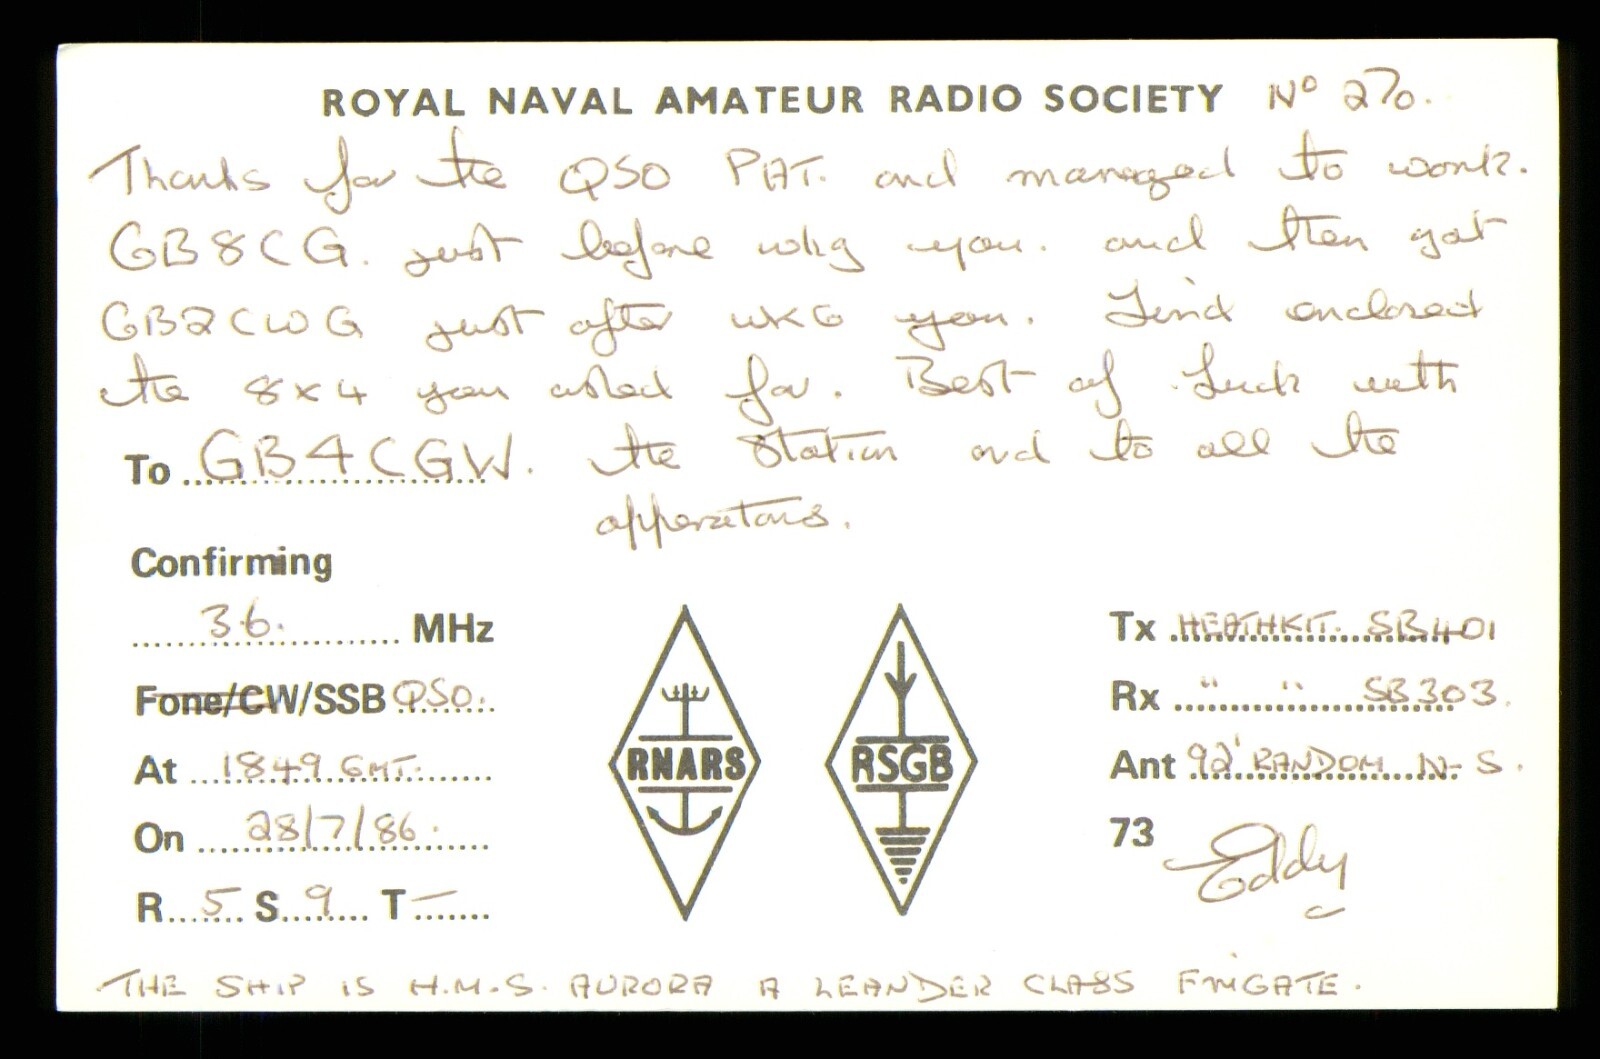 ROYAL NAVAL AMATEUR RADIO SOCIETY Nº 270.
Thanks for the QSO PAT. and managed to work.
GB8CG. just before wkg you. and then got
GB2CWG just after WKG you. Find enclosed
the 8x4 you asked for. Best of Luck with
To GB4CGW. the Station and to all the
opperators.
Confirming
3.6. MHz
Tx HEATHKIT. SB401
Fone/CW/SSB QSO.
Rx " " SB303.
At 1849 GMT.
Ant 92' RANDOM N-S.
On 28/7/86.
73 Eddy
R 5 S 9 T —
RNARS
RSGB
THE SHIP IS H.M.S. AURORA A LEANDER CLASS FRIGATE.